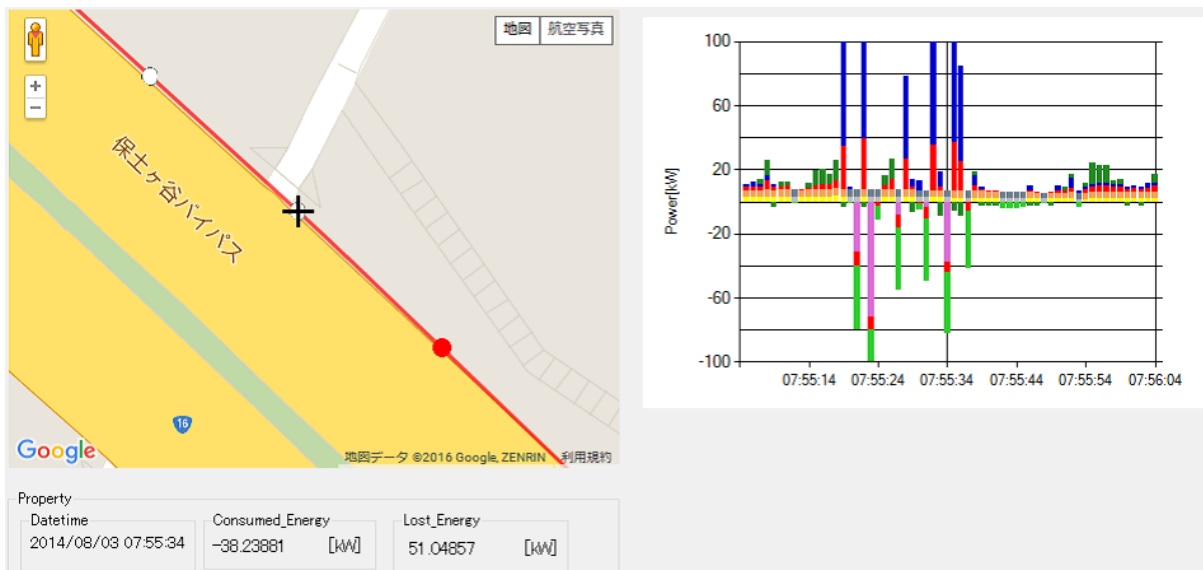 地図 航空写真
+
−
保土ヶ谷バイパス
16
Google
地図データ ©2016 Google, ZENRIN 利用規約
Power[kW]
100
60
20
-20
-60
-100
07:55:14 07:55:24 07:55:34 07:55:44 07:55:54 07:56:04
Property
Datetime Consumed_Energy Lost_Energy
2014/08/03 07:55:34 -38.23881 [kW] 51.04857 [kW]